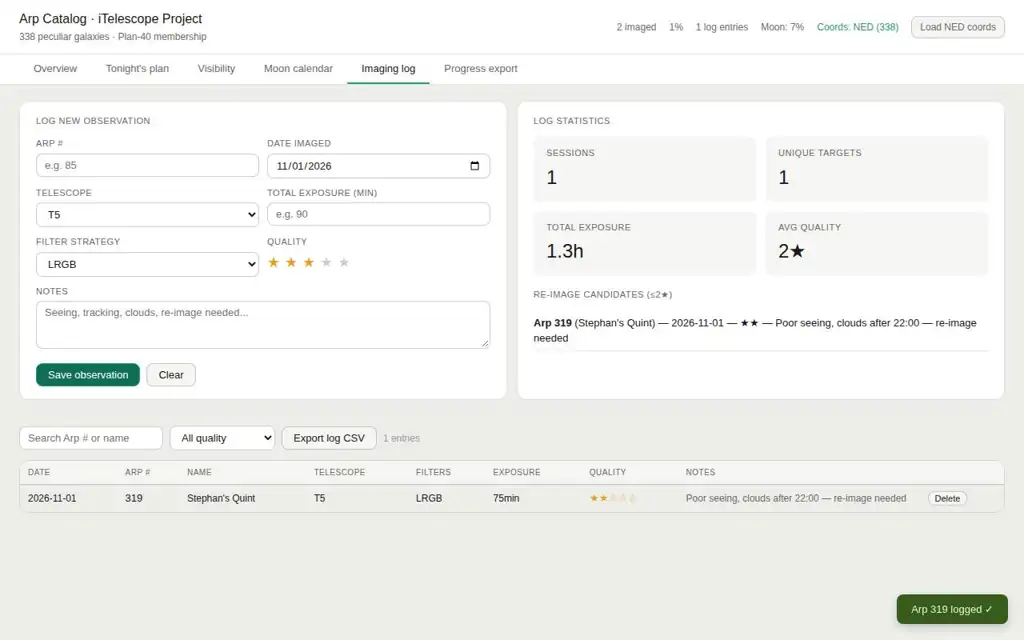 Arp Catalog · iTelescope Project
338 peculiar galaxies · Plan-40 membership
2 imaged 1% 1 log entries Moon: 7% Coords: NED (338) Load NED coords
Overview Tonight's plan Visibility Moon calendar Imaging log Progress export
LOG NEW OBSERVATION
ARP # DATE IMAGED
e.g. 85 11/01/2026
TELESCOPE TOTAL EXPOSURE (MIN)
T5 e.g. 90
FILTER STRATEGY QUALITY
LRGB ★ ★ ★ ★ ★
NOTES
Seeing, tracking, clouds, re-image needed...
Save observation Clear
LOG STATISTICS
SESSIONS UNIQUE TARGETS
1 1
TOTAL EXPOSURE AVG QUALITY
1.3h 2★
RE-IMAGE CANDIDATES (≤2★)
Arp 319 (Stephan's Quint) — 2026-11-01 — ★★ — Poor seeing, clouds after 22:00 — re-image
needed
Search Arp # or name All quality Export log CSV 1 entries
DATE ARP # NAME TELESCOPE FILTERS EXPOSURE QUALITY NOTES
2026-11-01 319 Stephan's Quint T5 LRGB 75min ★★☆☆☆ Poor seeing, clouds after 22:00 — re-image needed Delete
Arp 319 logged ✓